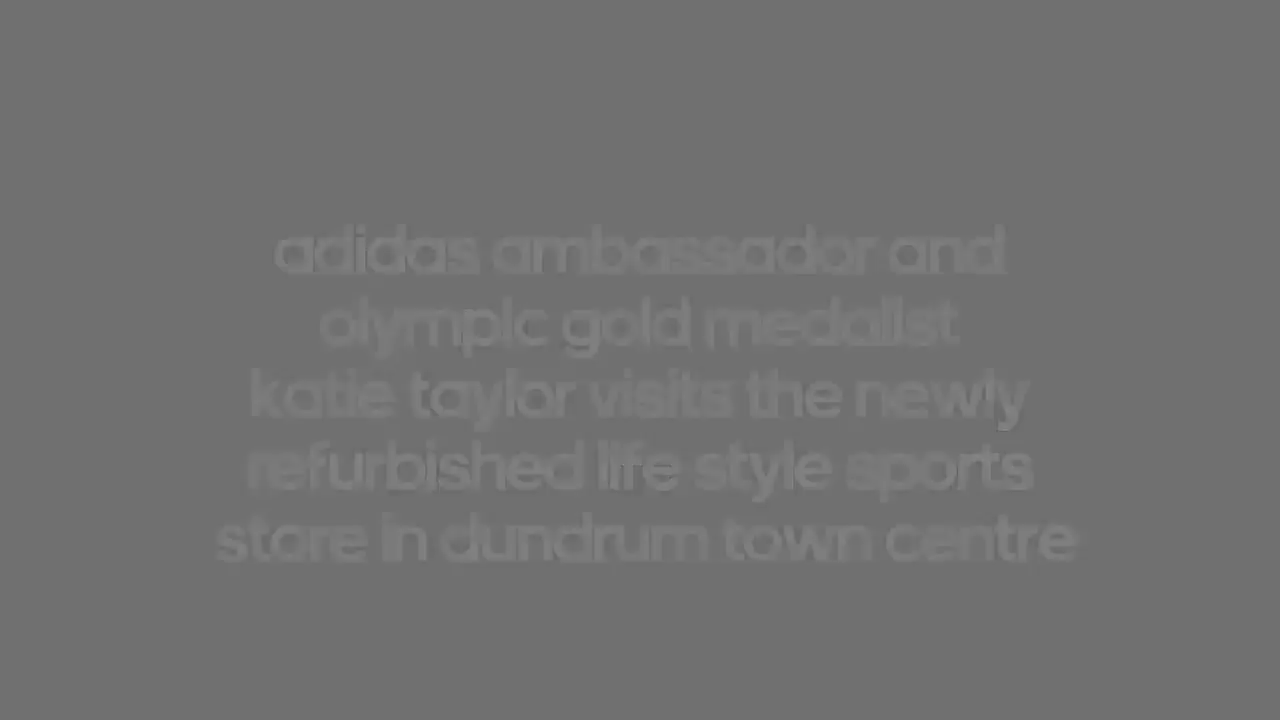 adidas ambassador and
olympic gold medalist
katie taylor visits the newly
refurbished life style sports
store in dundrum town centre